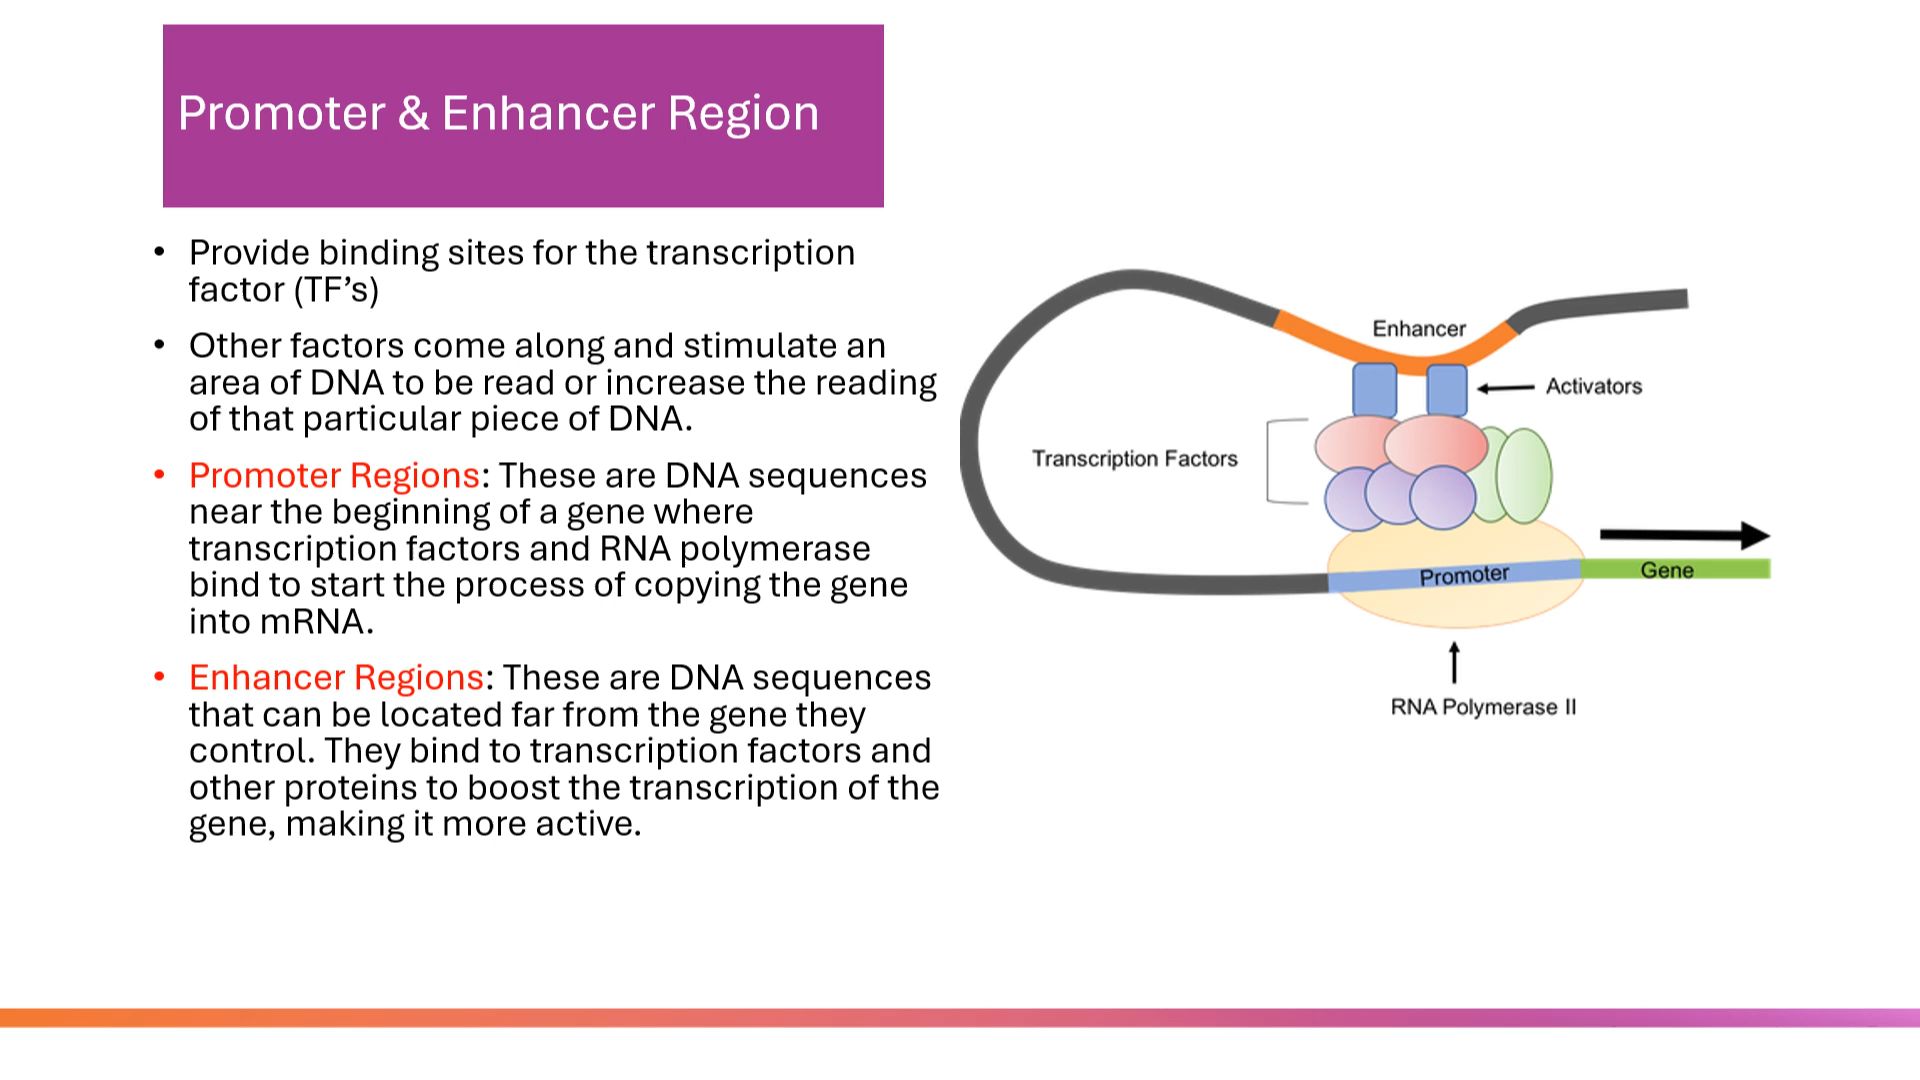 Promoter & Enhancer Region
• Provide binding sites for the transcription
factor (TF’s)
• Other factors come along and stimulate an
area of DNA to be read or increase the reading
of that particular piece of DNA.
• Promoter Regions: These are DNA sequences
near the beginning of a gene where
transcription factors and RNA polymerase
bind to start the process of copying the gene
into mRNA.
• Enhancer Regions: These are DNA sequences
that can be located far from the gene they
control. They bind to transcription factors and
other proteins to boost the transcription of the
gene, making it more active.
Enhancer
Activators
Transcription Factors
Promoter
Gene
RNA Polymerase II